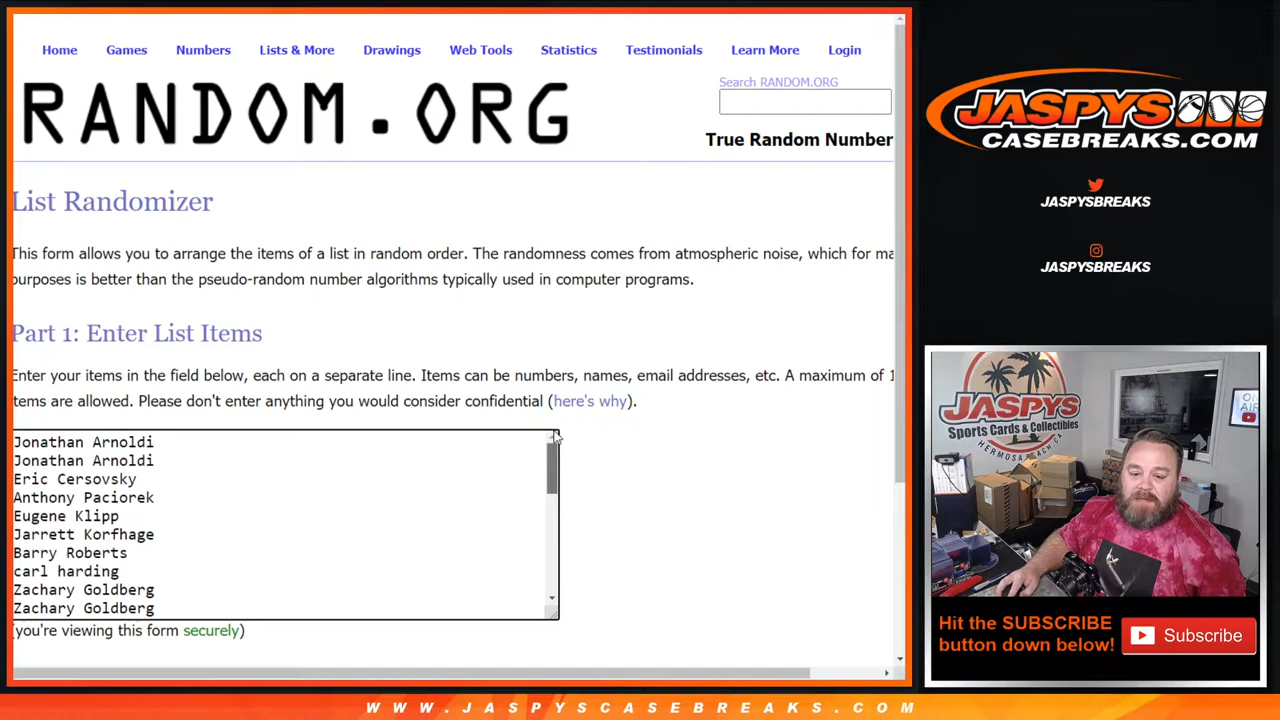 Home Games Numbers Lists & More Drawings Web Tools Statistics Testimonials Learn More Login
RANDOM.ORG
Search RANDOM.ORG
True Random Number
List Randomizer
This form allows you to arrange the items of a list in random order. The randomness comes from atmospheric noise, which for ma
purposes is better than the pseudo-random number algorithms typically used in computer programs.
Part 1: Enter List Items
Enter your items in the field below, each on a separate line. Items can be numbers, names, email addresses, etc. A maximum of 1
items are allowed. Please don't enter anything you would consider confidential (here's why).
Jonathan Arnoldi
Jonathan Arnoldi
Eric Cersovsky
Anthony Paciorek
Eugene Klipp
Jarrett Korfhage
Barry Roberts
carl harding
Zachary Goldberg
Zachary Goldberg
(you're viewing this form securely)
JASPYS
CASEBREAKS.COM
JASPYSBREAKS
JASPYSBREAKS
JASPYS
Sports Cards & Collectibles
HERMOSA BEACH CA
ON
AIR
Hit the SUBSCRIBE
button down below!
Subscribe
WWW.JASPYSCASEBREAKS.COM